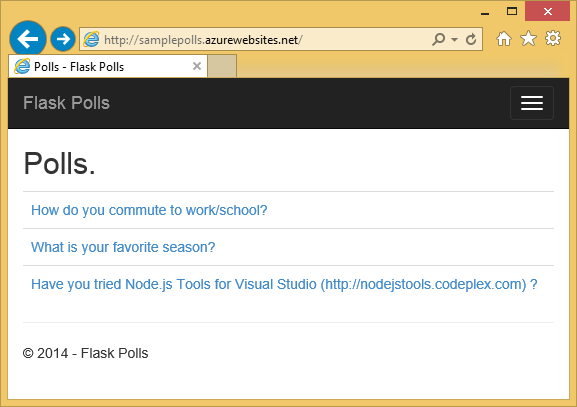 http://samplepolls.azurewebsites.net/
Polls - Flask Polls
Flask Polls
Polls.
How do you commute to work/school?
What is your favorite season?
Have you tried Node.js Tools for Visual Studio (http://nodejstools.codeplex.com) ?
© 2014 - Flask Polls